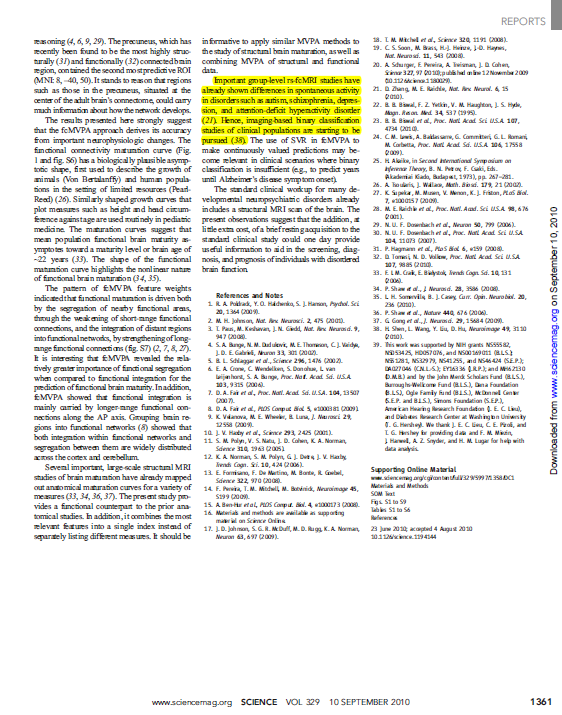 REPORTS
reasoning (4, 6, 9, 29). The precuneus, which has
recently been found to be the most highly struc-
turally (31) and functionally (32) connected brain
region, contained the second most predictive ROI
(MNI: 8, –40, 50). It stands to reason that regions
such as those in the precuneus, situated at the
center of the adult brain's connectome, could carry
much information about how the network develops.
The results presented here strongly suggest
that the fcMVPA approach derives its accuracy
from important neurophysiologic changes. The
functional connectivity maturation curve (Fig.
1 and fig. S6) has a biologically plausible asymp-
totic shape, first used to describe the growth of
animals (Von Bertalanffy) and human popula-
tions in the setting of limited resources (Pearl-
Reed) (26). Similarly shaped growth curves that
plot measures such as height and head circum-
ference against age are used routinely in pediatric
medicine. The maturation curves suggest that
mean population functional brain maturity as-
ymptotes toward a maturity level or brain age of
~22 years (33). The shape of the functional
maturation curve highlights the nonlinear nature
of functional brain maturation (34, 35).
The pattern of fcMVPA feature weights
indicated that functional maturation is driven both
by the segregation of nearby functional areas,
through the weakening of short-range functional
connections, and the integration of distant regions
into functional networks, by strengthening of long-
range functional connections (fig. S7) (2, 7, 8, 27).
It is interesting that fcMVPA revealed the rela-
tively greater importance of functional segregation
when compared to functional integration for the
prediction of functional brain maturity. In addition,
fcMVPA showed that functional integration is
mainly carried by longer-range functional con-
nections along the AP axis. Grouping brain re-
gions into functional networks (8) showed that
both integration within functional networks and
segregation between them are widely distributed
across the cortex and cerebellum.
Several important, large-scale structural MRI
studies of brain maturation have already mapped
out anatomical maturation curves for a variety of
measures (33, 34, 36, 37). The present study pro-
vides a functional counterpart to the prior ana-
tomical studies. In addition, it combines the most
relevant features into a single index instead of
separately listing different measures. It should be
informative to apply similar MVPA methods to
the study of structural brain maturation, as well as
combining MVPA of structural and functional
data.
Important group-level rs-fcMRI studies have
already shown differences in spontaneous activity
in disorders such as autism, schizophrenia, depres-
sion, and attention-deficit hyperactivity disorder
(21). Hence, imaging-based binary classification
studies of clinical populations are starting to be
pursued (38). The use of SVR in fcMVPA to
make continuously valued predictions may be-
come relevant in clinical scenarios where binary
classification is insufficient (e.g., to predict years
until Alzheimer's disease symptom onset).
The standard clinical workup for many de-
velopmental neuropsychiatric disorders already
includes a structural MRI scan of the brain. The
present observations suggest that the addition, at
little extra cost, of a brief resting acquisition to the
standard clinical study could one day provide
useful information to aid in the screening, diag-
nosis, and prognosis of individuals with disordered
brain function.
References and Notes
1. R. A. Poldrack, Y. O. Halchenko, S. J. Hanson, Psychol. Sci.
20, 1364 (2009).
2. M. H. Johnson, Nat. Rev. Neurosci. 2, 475 (2001).
3. T. Paus, M. Keshavan, J. N. Giedd, Nat. Rev. Neurosci. 9,
947 (2008).
4. S. A. Bunge, N. M. Dudukovic, M. E. Thomason, C. J. Vaidya,
J. D. E. Gabrieli, Neuron 33, 301 (2002).
5. B. L. Schlaggar et al., Science 296, 1476 (2002).
6. E. A. Crone, C. Wendelken, S. Donohue, L. van
Leijenhorst, S. A. Bunge, Proc. Natl. Acad. Sci. U.S.A.
103, 9315 (2006).
7. D. A. Fair et al., Proc. Natl. Acad. Sci. U.S.A. 104, 13507
(2007).
8. D. A. Fair et al., PLOS Comput. Biol. 5, e1000381 (2009).
9. K. Velanova, M. E. Wheeler, B. Luna, J. Neurosci. 29,
12558 (2009).
10. J. V. Haxby et al., Science 293, 2425 (2001).
11. S. M. Polyn, V. S. Natu, J. D. Cohen, K. A. Norman,
Science 310, 1963 (2005).
12. K. A. Norman, S. M. Polyn, G. J. Detre, J. V. Haxby,
Trends Cogn. Sci. 10, 424 (2006).
13. E. Formisano, F. De Martino, M. Bonte, R. Goebel,
Science 322, 970 (2008).
14. F. Pereira, T. M. Mitchell, M. Botvinick, Neuroimage 45,
S199 (2009).
15. A. Ben-Hur et al., PLOS Comput. Biol. 4, e1000173 (2008).
16. Materials and methods are available as supporting
material on Science Online.
17. J. D. Johnson, S. G. R. McDuff, M. D. Rugg, K. A. Norman,
Neuron 63, 697 (2009).
18. T. M. Mitchell et al., Science 320, 1191 (2008).
19. C. S. Soon, M. Brass, H.-J. Heinze, J.-D. Haynes,
Nat. Neurosci. 11, 543 (2008).
20. A. Schurger, F. Pereira, A. Treisman, J. D. Cohen,
Science 327, 97 (2010); published online 12 November 2009
(10.1126/science.1180029).
21. D. Zhang, M. E. Raichle, Nat. Rev. Neurol. 6, 15
(2010).
22. B. B. Biswal, F. Z. Yetkin, V. M. Haughton, J. S. Hyde,
Magn. Reson. Med. 34, 537 (1995).
23. B. B. Biswal et al., Proc. Natl. Acad. Sci. U.S.A. 107,
4734 (2010).
24. C. M. Lewis, A. Baldassarre, G. Committeri, G. L. Romani,
M. Corbetta, Proc. Natl. Acad. Sci. U.S.A. 106, 17558
(2009).
25. H. Akaike, in Second International Symposium on
Inference Theory, B. N. Petrov, F. Csaki, Eds.
(Akademiai Kiado, Budapest, 1973), pp. 267–281.
26. A. Tsoularis, J. Wallace, Math. Biosci. 179, 21 (2002).
27. K. Supekar, M. Musen, V. Menon, K. J. Friston, PLoS Biol.
7, e1000157 (2009).
28. M. E. Raichle et al., Proc. Natl. Acad. Sci. U.S.A. 98, 676
(2001).
29. N. U. F. Dosenbach et al., Neuron 50, 799 (2006).
30. N. U. F. Dosenbach et al., Proc. Natl. Acad. Sci. U.S.A.
104, 11073 (2007).
31. P. Hagmann et al., PLoS Biol. 6, e159 (2008).
32. D. Tomasi, N. D. Volkow, Proc. Natl. Acad. Sci. U.S.A.
107, 9885 (2010).
33. F. I. M. Craik, E. Bialystok, Trends Cogn. Sci. 10, 131
(2006).
34. P. Shaw et al., J. Neurosci. 28, 3586 (2008).
35. L. H. Somerville, B. J. Casey, Curr. Opin. Neurobiol. 20,
236 (2010).
36. P. Shaw et al., Nature 440, 676 (2006).
37. G. Gong et al., J. Neurosci. 29, 15684 (2009).
38. H. Shen, L. Wang, Y. Liu, D. Hu, Neuroimage 49, 3110
(2010).
39. This work was supported by NIH grants NS55582,
NS053425, HD057076, and NS00169011 (B.L.S.);
NS51281, NS32979, NS41255, and NS46424 (S.E.P.);
DA027046 (C.N.L.-S.); EY16336 (J.R.P.); and MH62130
(D.M.B.) and by the John Merck Scholars Fund (B.L.S.),
Burroughs-Wellcome Fund (B.L.S.), Dana Foundation
(B.L.S.), Ogle Family Fund (B.L.S.), McDonnell Center
(S.E.P. and B.L.S.), Simons Foundation (S.E.P.),
American Hearing Research Foundation (J. E. C. Lieu),
and Diabetes Research Center at Washington University
(T. G. Hershey). We thank J. E. C. Lieu, C. E. Pizoli, and
T. G. Hershey for providing data and F. M. Miezin,
J. Harwell, A. Z. Snyder, and H. M. Lugar for help with
data analysis.
Supporting Online Material
www.sciencemag.org/cgi/content/full/329/5997/1358/DC1
Materials and Methods
SOM Text
Figs. S1 to S9
Tables S1 to S6
References
23 June 2010; accepted 4 August 2010
10.1126/science.1194144
Downloaded from www.sciencemag.org on September 10, 2010
www.sciencemag.org SCIENCE VOL 329 10 SEPTEMBER 2010 1361